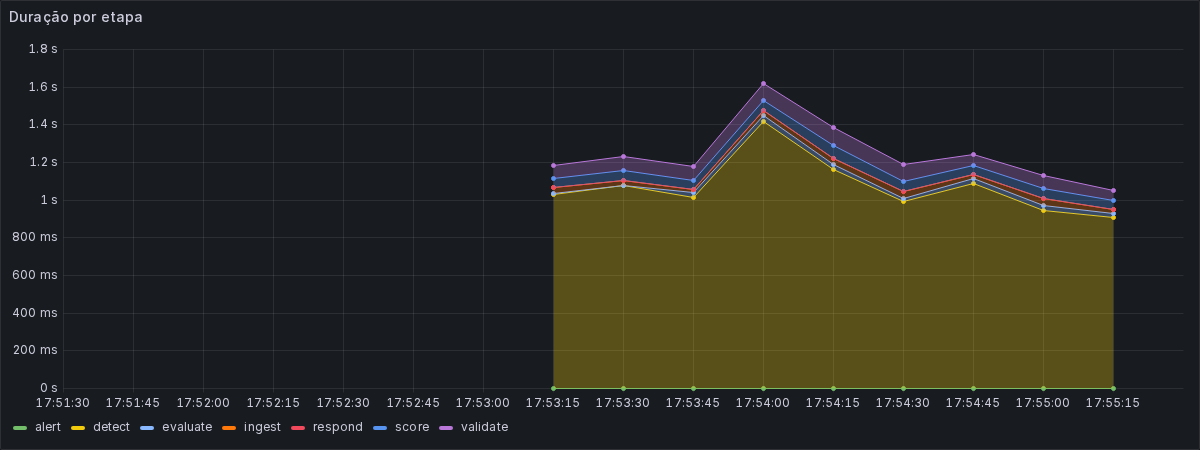 Duração por etapa
1.8 s
1.6 s
1.4 s
1.2 s
1 s
800 ms
600 ms
400 ms
200 ms
0 s
17:51:30 17:51:45 17:52:00 17:52:15 17:52:30 17:52:45 17:53:00 17:53:15 17:53:30 17:53:45 17:54:00 17:54:15 17:54:30 17:54:45 17:55:00 17:55:15
alert detect evaluate ingest respond score validate